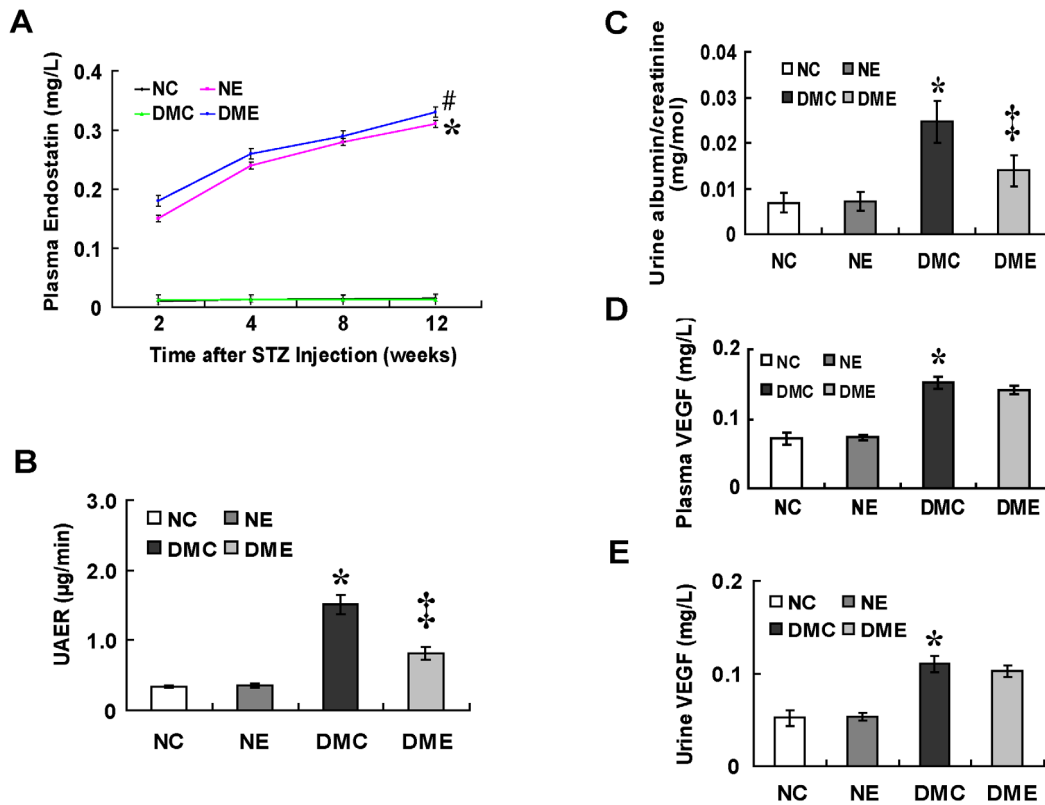 A
Plasma Endostatin (mg/L)
0.4
0.3
0.2
0.1
0
NC NE
DMC DME
#
*
2 4 8 12
Time after STZ Injection (weeks)
B
UAER (µg/min)
3.0
2.0
1.0
0
NC NE
DMC DME
*
‡
NC NE DMC DME
C
Urine albumin/creatinine
(mg/mol)
0.04
0.03
0.02
0.01
0
NC NE
DMC DME
*
‡
NC NE DMC DME
D
Plasma VEGF (mg/L)
0.2
0.1
0
NC NE
DMC DME
*
NC NE DMC DME
E
Urine VEGF (mg/L)
0.2
0.1
0
NC NE
DMC DME
*
NC NE DMC DME